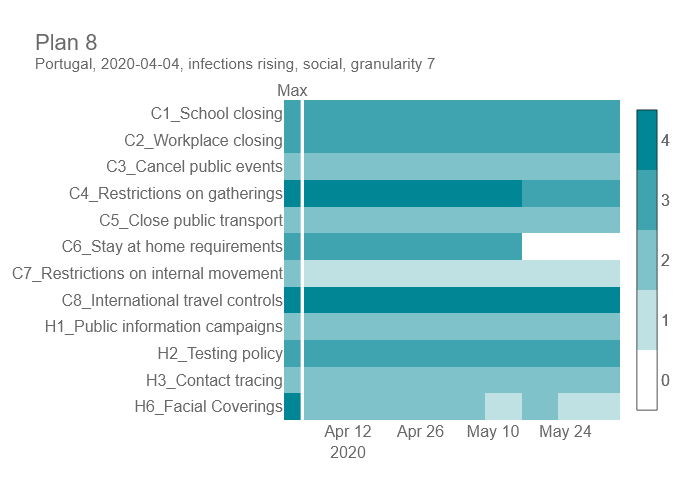 Plan 8
Portugal, 2020-04-04, infections rising, social, granularity 7
Max
C1_School closing
C2_Workplace closing
C3_Cancel public events
C4_Restrictions on gatherings
C5_Close public transport
C6_Stay at home requirements
C7_Restrictions on internal movement
C8_International travel controls
H1_Public information campaigns
H2_Testing policy
H3_Contact tracing
H6_Facial Coverings
4
3
2
1
0
Apr 12 Apr 26 May 10 May 24
2020